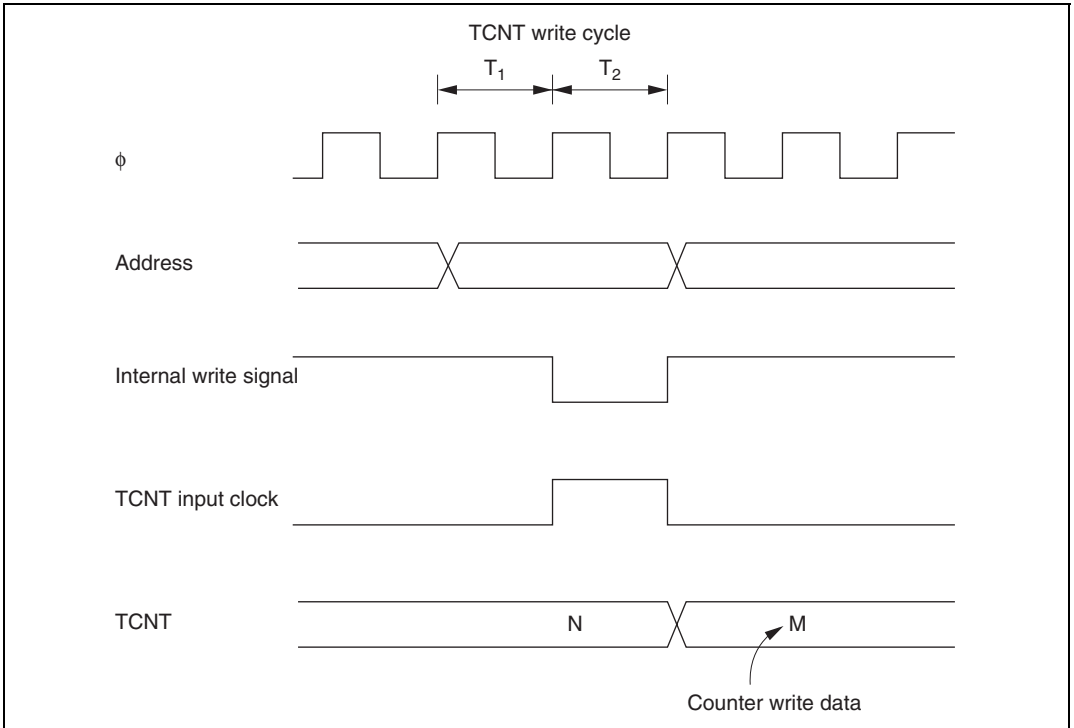 TCNT write cycle
T1 T2
ϕ
Address
Internal write signal
TCNT input clock
TCNT N M
Counter write data